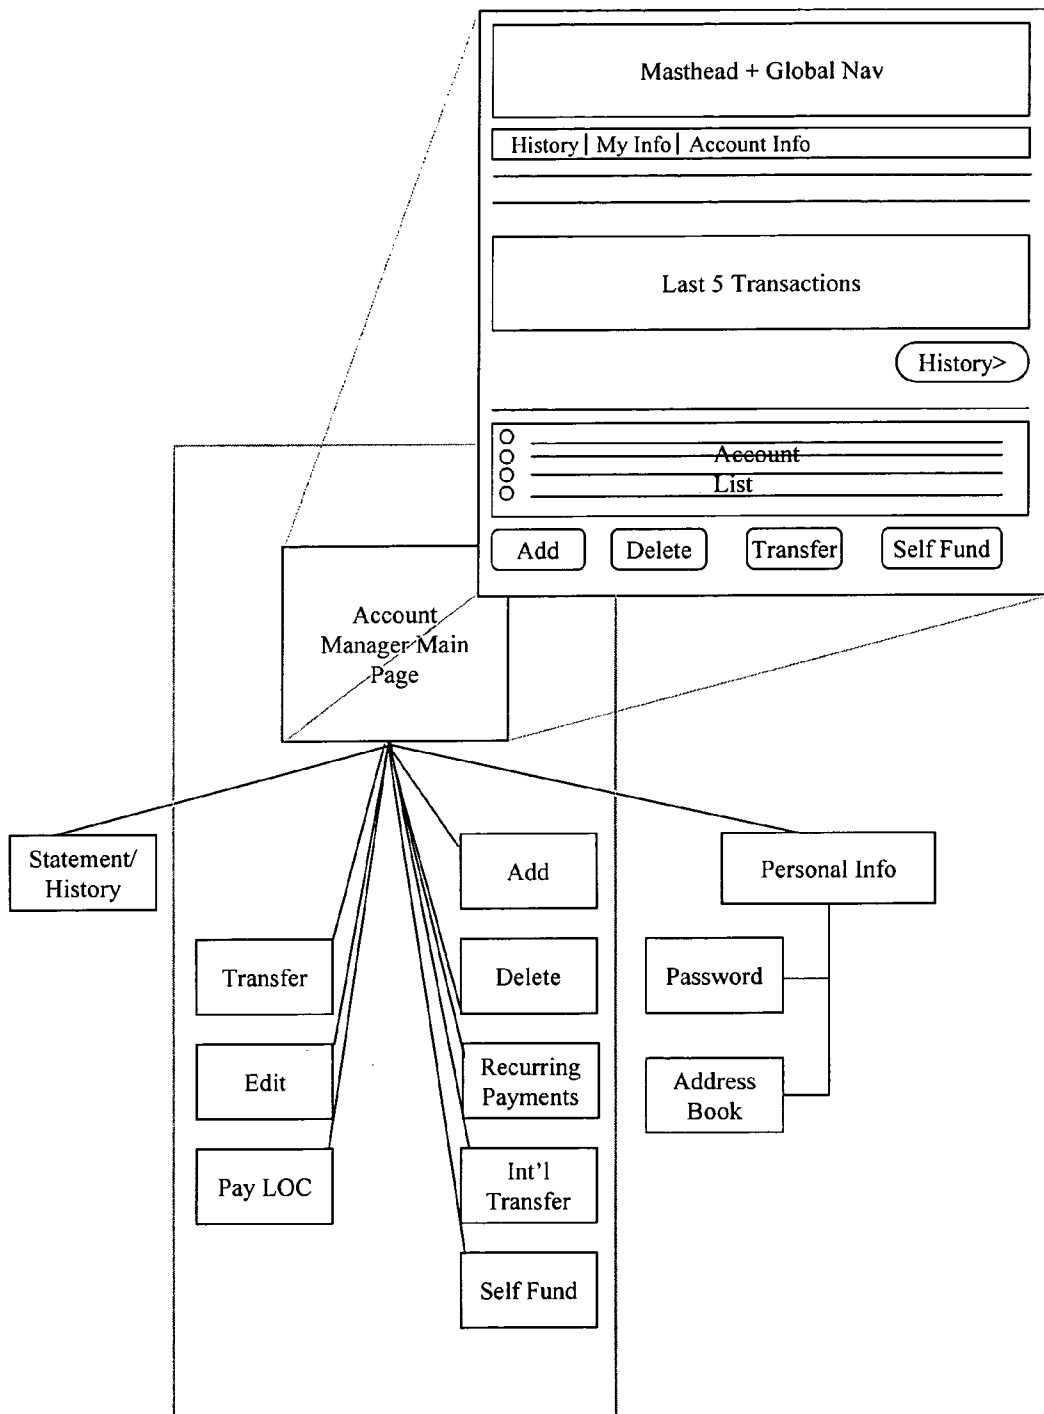 Masthead + Global Nav
History | My Info | Account Info
Last 5 Transactions
History>
Account
List
Add
Delete
Transfer
Self Fund
Account
Manager Main
Page
Statement/
History
Add
Personal Info
Transfer
Delete
Password
Edit
Recurring
Payments
Address
Book
Pay LOC
Int'l
Transfer
Self Fund